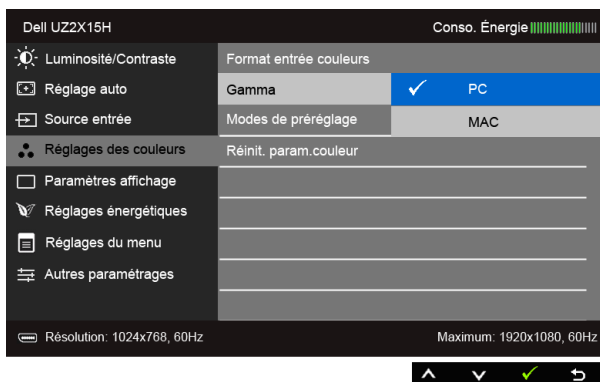 Dell UZ2X15H
Conso. Énergie
Luminosité/Contraste
Format entrée couleurs
Réglage auto
Gamma
PC
Source entrée
Modes de préréglage
MAC
Réglages des couleurs
Réinit. param.couleur
Paramètres affichage
Réglages énergétiques
Réglages du menu
Autres paramétrages
Résolution: 1024x768, 60Hz
Maximum: 1920x1080, 60Hz